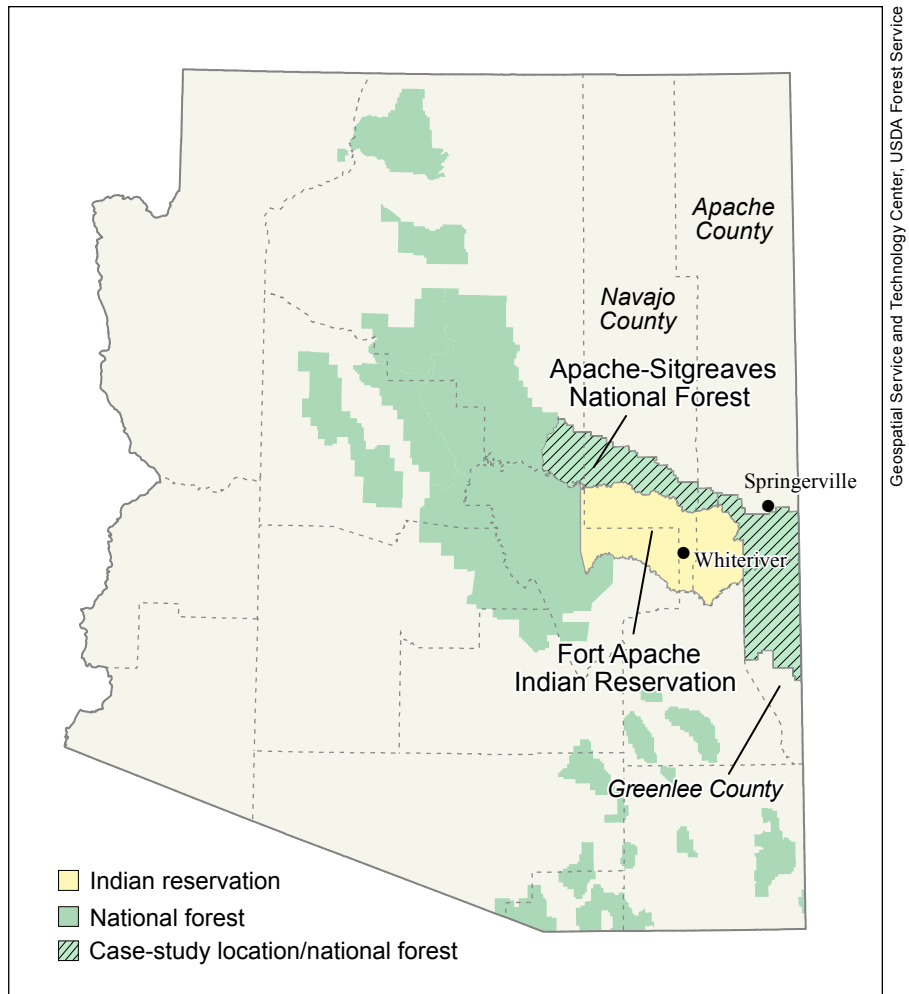 Geospatial Service and Technology Center, USDA Forest Service
Apache
County
Navajo
County
Apache-Sitgreaves
National Forest
Springerville
Whiteriver
Fort Apache
Indian Reservation
Greenlee County
Indian reservation
National forest
Case-study location/national forest